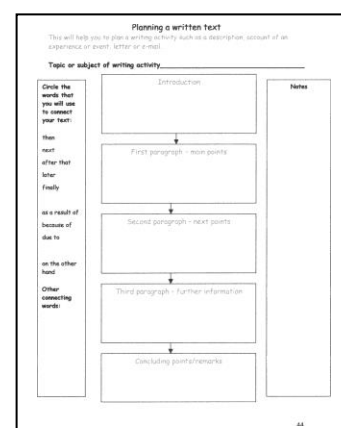 Planning a written text
This will help you to plan a writing activity such as a description, account of an
experience or event, letter or e-mail
Topic or subject of writing activity
Circle the
words that
you will use
to connect
your text:
then
next
after that
later
finally
as a result of
because of
due to
on the other
hand
Other
connecting
words:
Introduction
First paragraph – main points
Second paragraph – next points
Third paragraph – further information
Concluding points/remarks
Notes
44